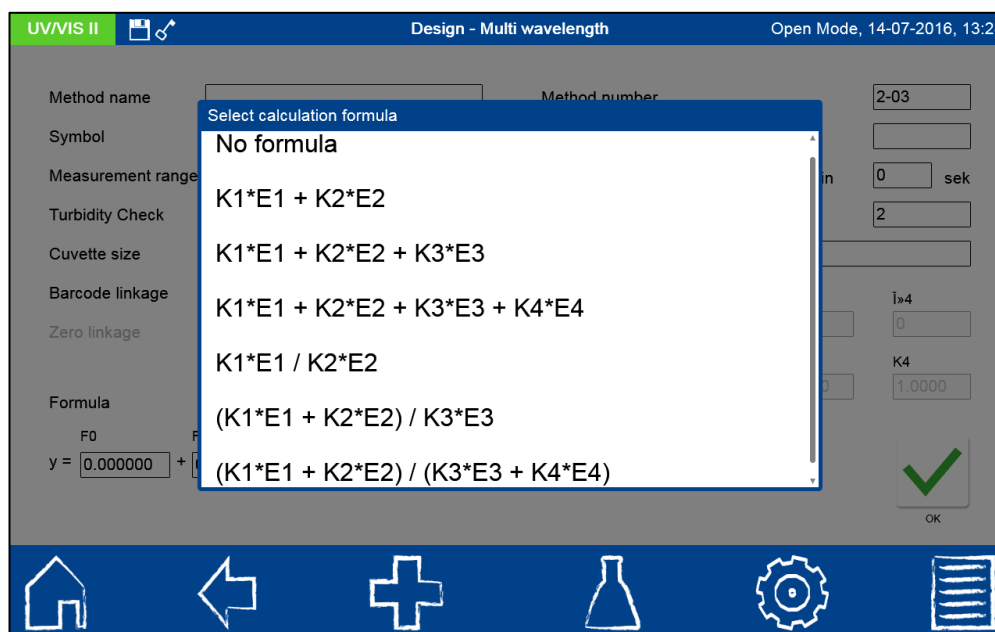 UV/VIS II Design - Multi wavelength Open Mode, 14-07-2016, 13:2
Method name Method number 2-03
Select calculation formula
Symbol
No formula
Measurement range in 0 sek
K1*E1 + K2*E2
Turbidity Check 2
Cuvette size
K1*E1 + K2*E2 + K3*E3
Barcode linkage Î»4
K1*E1 + K2*E2 + K3*E3 + K4*E4
Zero linkage 0
K1*E1 / K2*E2 K4
1.0000
Formula
(K1*E1 + K2*E2) / K3*E3
F0
y = 0.000000 +
(K1*E1 + K2*E2) / (K3*E3 + K4*E4)
OK